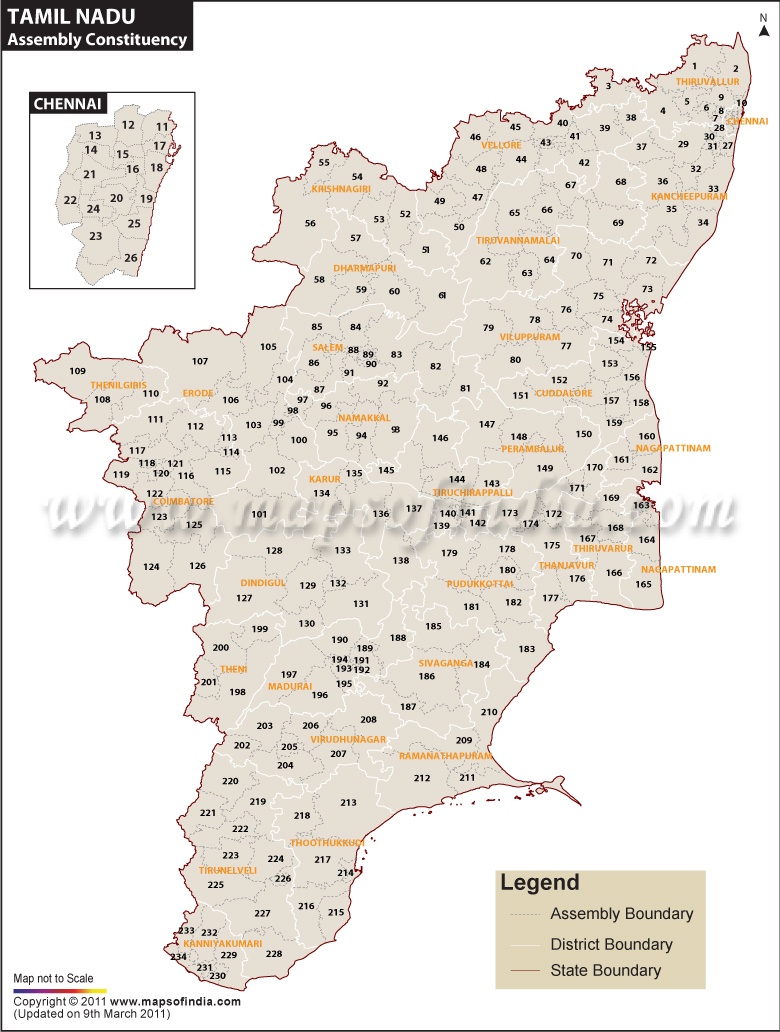 TAMIL NADU
Assembly Constituency
N
CHENNAI
12 11
13
14 15 17
16 18
21
22 20 19
24
23 25
26
1 2
THIRUVALLUR
3
5 9 10
4 6 8
7 CHENNAI
38 28
45 40 39
46 41 30
VELLORE 43 37 29 31 27
44 42
55 48 32
54 67 68 36
KRISHNAGIRI 33
47 KANCHEEPURAM
49 65 66 35
53 52 34
56 50 69
57 TIRUVANNAMALAI
51
62 64 70 71 72
DHARMAPURI 63
58
59 60 61 75 73
76
85 84 78 74
79 VILUPPURAM
105 SALEM 77 154 155
88 89 83
107 86 90 80 153
109 91 82
104 92 152 156
THENILGIRIS 87 81 CUDDALORE
108 110 ERODE 106 97 151 157 158
98 96
111 112 103 99 NAMAKKAL 147 159
113 100 95 94 93 146 148 150 160
117 114 PERAMBALUR NAGAPATTINAM
118 121 161
119 120 116 115 102 135 145 149 170 162
KARUR 144 143
122 134 TIRUCHIRAPPALLI 171
COIMBATORE 169 163
123 101 136 137 140 141 173 172
125 139 142 174 168 164
www.mapsofindia.com
128 133 175 167
124 126 138 179 178 THIRUVARUR
THANJAVUR NAGAPATTINAM
DINDIGUL 129 132 180 176 166 165
127 PUDUKKOTTAI
131 181 182 177
199 130 185
190 188
200 189 183
194 191 SIVAGANGA
THENI 193 192 184
201 197 186
198 MADURAI 195
196 187
208 210
203 206
202 205 VIRUDHUNAGAR 209
204 207 RAMANATHAPURAM
220 212 211
219 213
221 218
222
THOOTHUKKUDI
223 224 217
TIRUNELVELI 214
225 226
216 215
227
233 232
KANNIYAKUMARI
234 229 228
231
230
Legend
Assembly Boundary
District Boundary
State Boundary
Map not to Scale
Copyright © 2011 www.mapsofindia.com
(Updated on 9th March 2011)